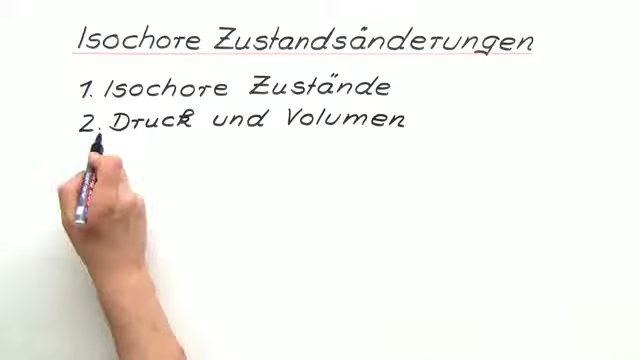 Isochore Zustandsänderungen
1. Isochore Zustände
2. Druck und Volumen